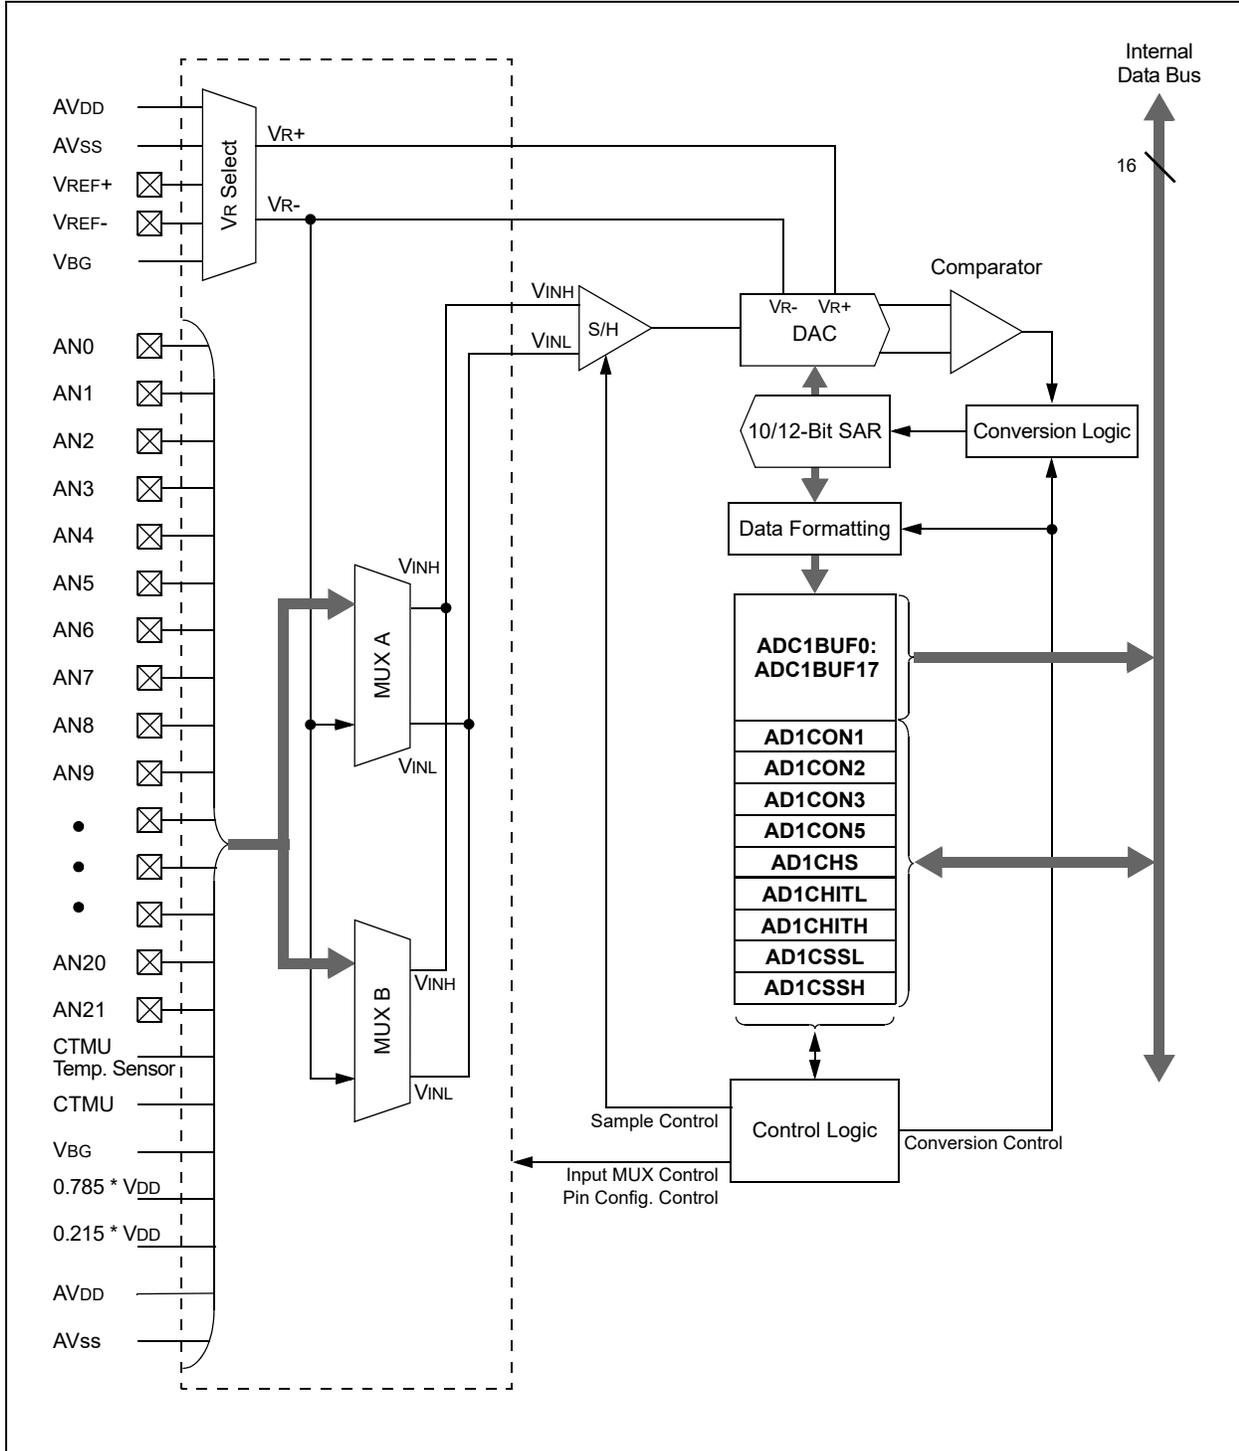 Internal
Data Bus
16
AVDD
AVSS
VREF+
VREF-
VBG
VR Select
VR+
VR-
Comparator
VINH
VINL
S/H
VR- VR+
DAC
AN0
AN1
AN2
AN3
AN4
AN5
AN6
AN7
AN8
AN9
AN20
AN21
CTMU
Temp. Sensor
CTMU
VBG
0.785 * VDD
0.215 * VDD
AVDD
AVss
VINH
MUX A
VINL
VINH
MUX B
VINL
10/12-Bit SAR
Conversion Logic
Data Formatting
ADC1BUF0:
ADC1BUF17
AD1CON1
AD1CON2
AD1CON3
AD1CON5
AD1CHS
AD1CHITL
AD1CHITH
AD1CSSL
AD1CSSH
Sample Control
Control Logic
Conversion Control
Input MUX Control
Pin Config. Control